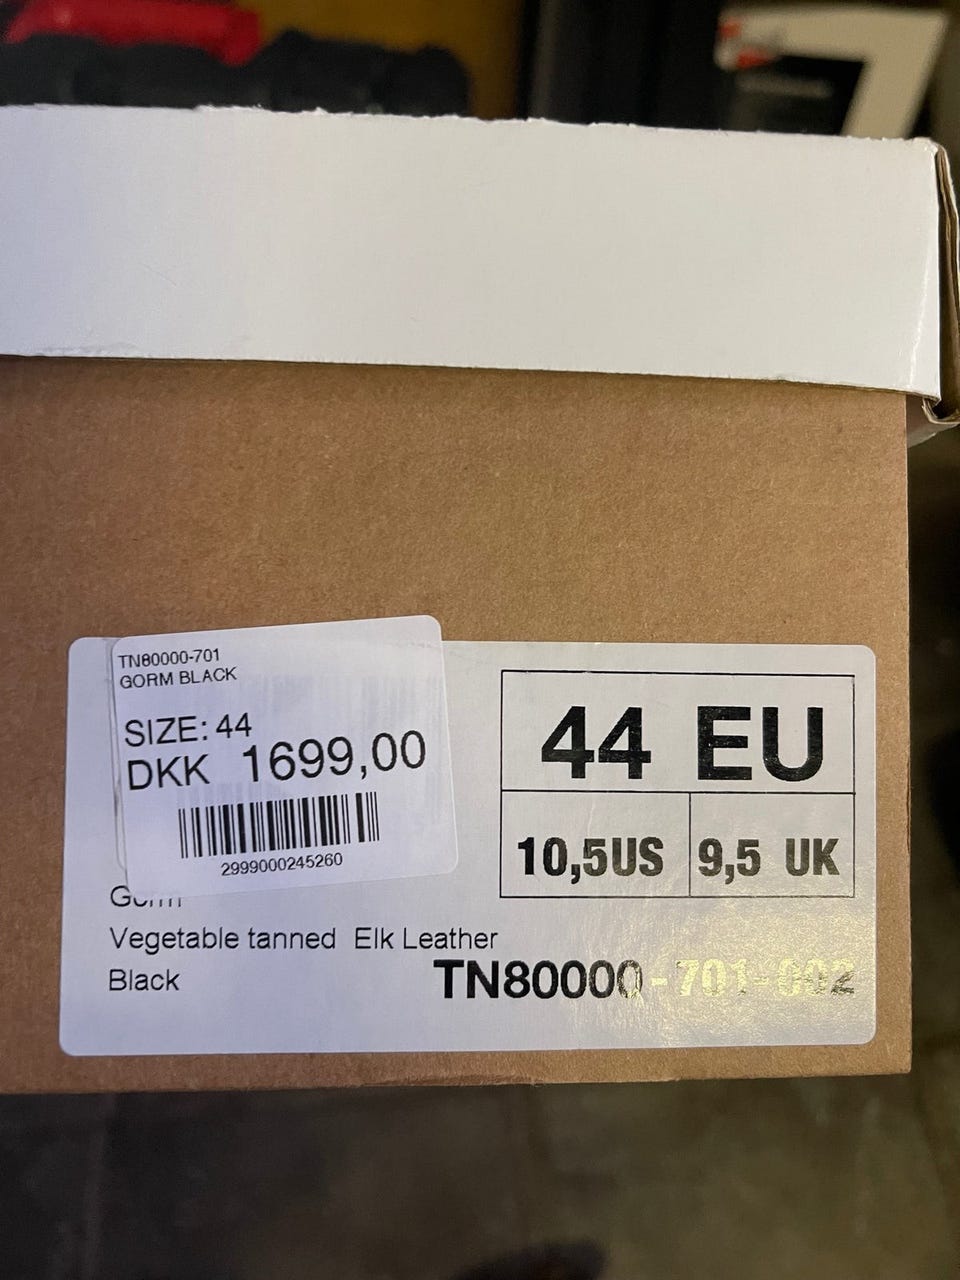 TN80000-701
GORM BLACK
SIZE: 44
DKK 1699,00
2999000245260
44 EU
10,5US 9,5 UK
Gorm
Vegetable tanned Elk Leather
Black
TN80000-701-002